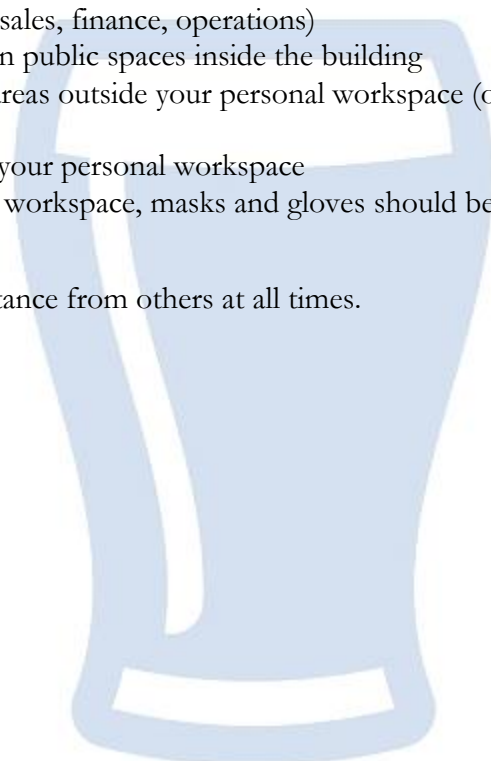 sales, finance, operations)
n public spaces inside the building
reas outside your personal workspace (o
your personal workspace
workspace, masks and gloves should be
tance from others at all times.